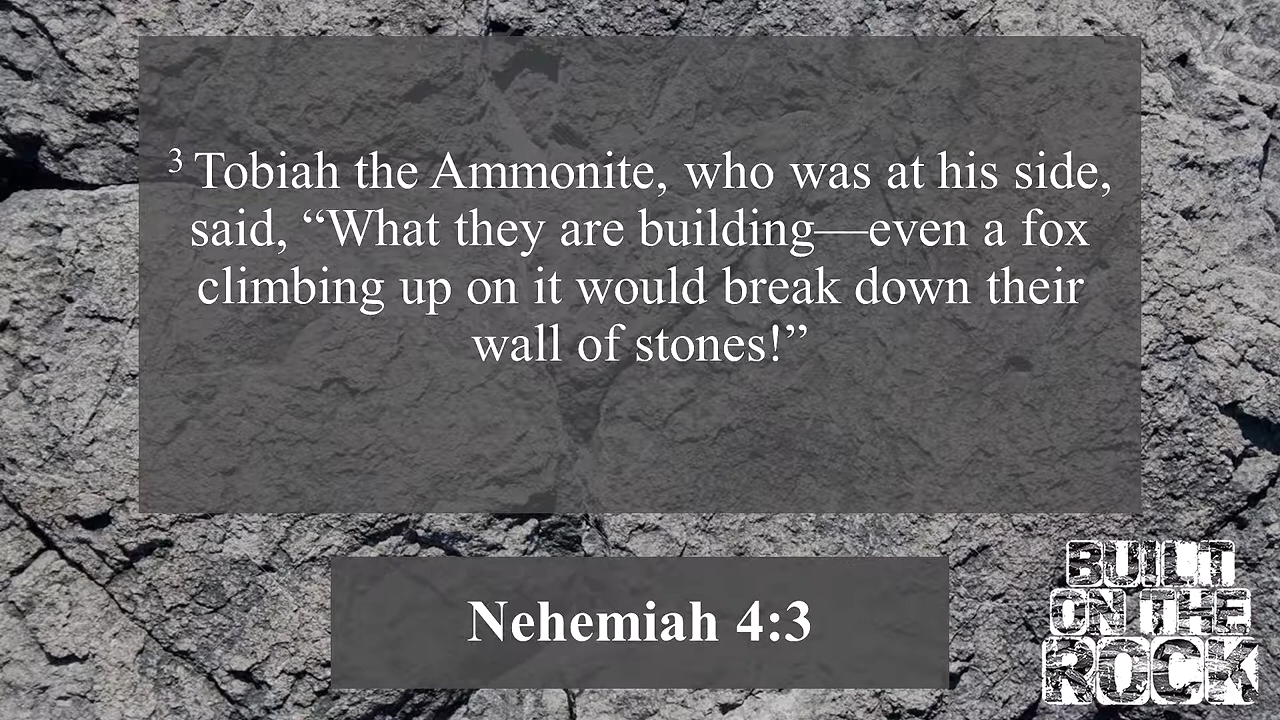 3 Tobiah the Ammonite, who was at his side,
said, “What they are building—even a fox
climbing up on it would break down their
wall of stones!”
Nehemiah 4:3
BUILT
ON THE
ROCK